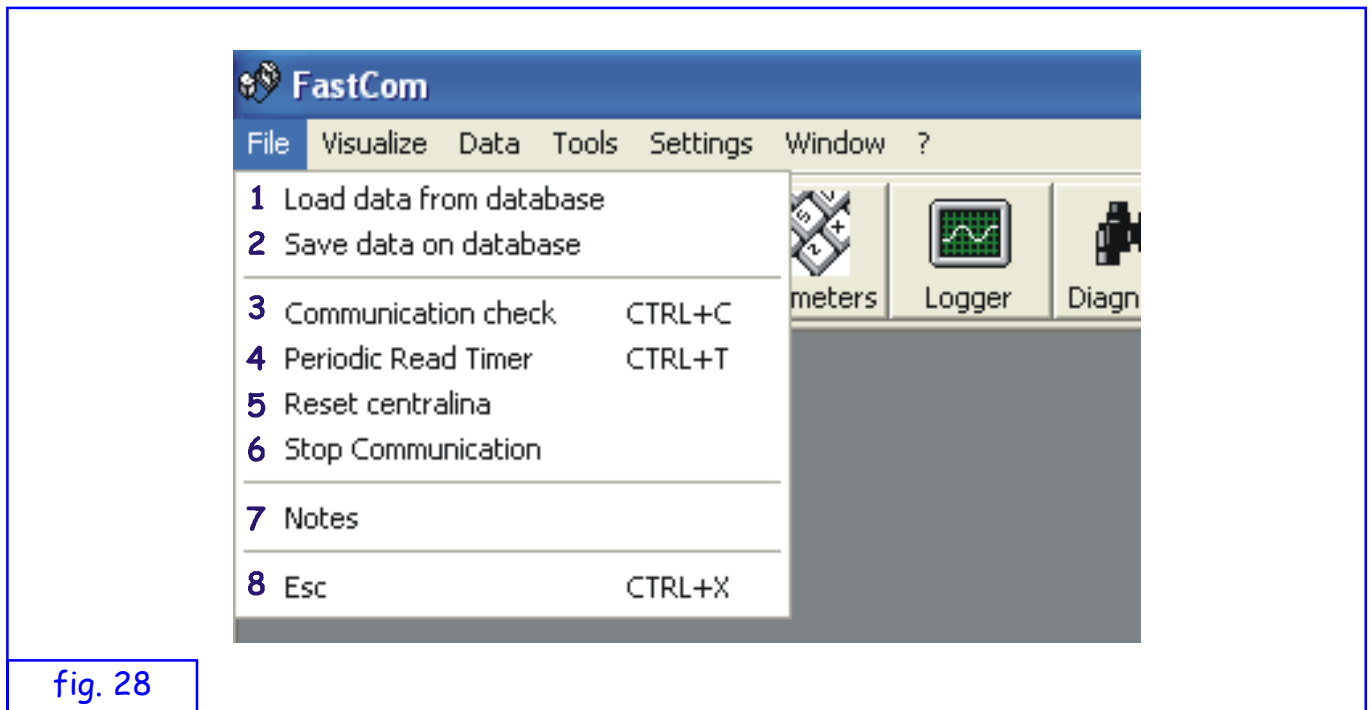 FastCom
File Visualize Data Tools Settings Window ?
1 Load data from database
2 Save data on database
3 Communication check CTRL+C
4 Periodic Read Timer CTRL+T
5 Reset centralina
6 Stop Communication
7 Notes
8 Esc CTRL+X
meters Logger Diagn
fig. 28